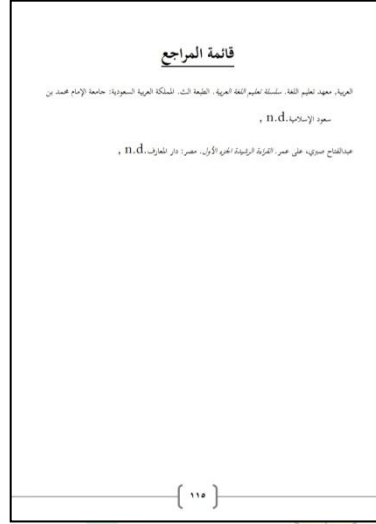 قائمة المراجع
العربية, معهد تعليم اللغة. سلسلة تعليم اللغة العربية. الطبعة الث. المملكة العربية السعودية: جامعة الإمام محمد بن
سعود الإسلامية.n.d ,
عبدالفتاح صبري، على عمر. القراءة الرشيدة الجزء الأول. مصر: دار المعارف.n.d ,
١١٥